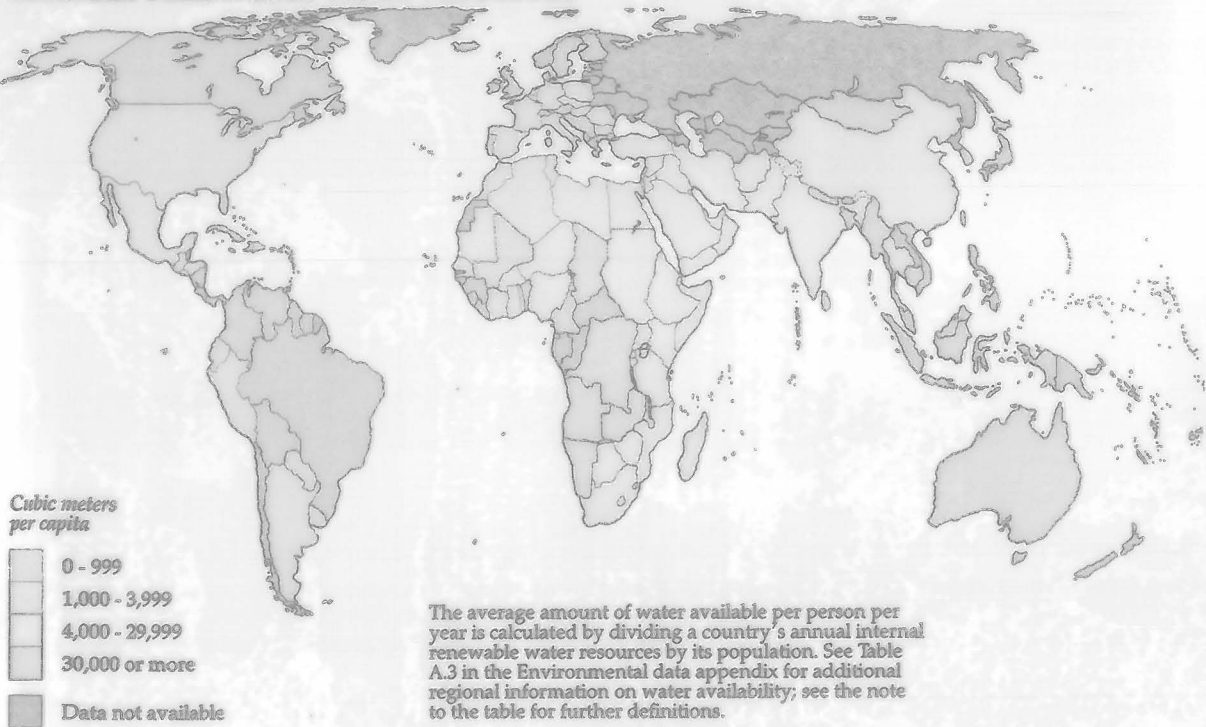 Cubic meters
per capita
0 - 999
1,000 - 3,999
4,000 - 29,999
30,000 or more
Data not available
The average amount of water available per person per
year is calculated by dividing a country's annual internal
renewable water resources by its population. See Table
A.3 in the Environmental data appendix for additional
regional information on water availability; see the note
to the table for further definitions.